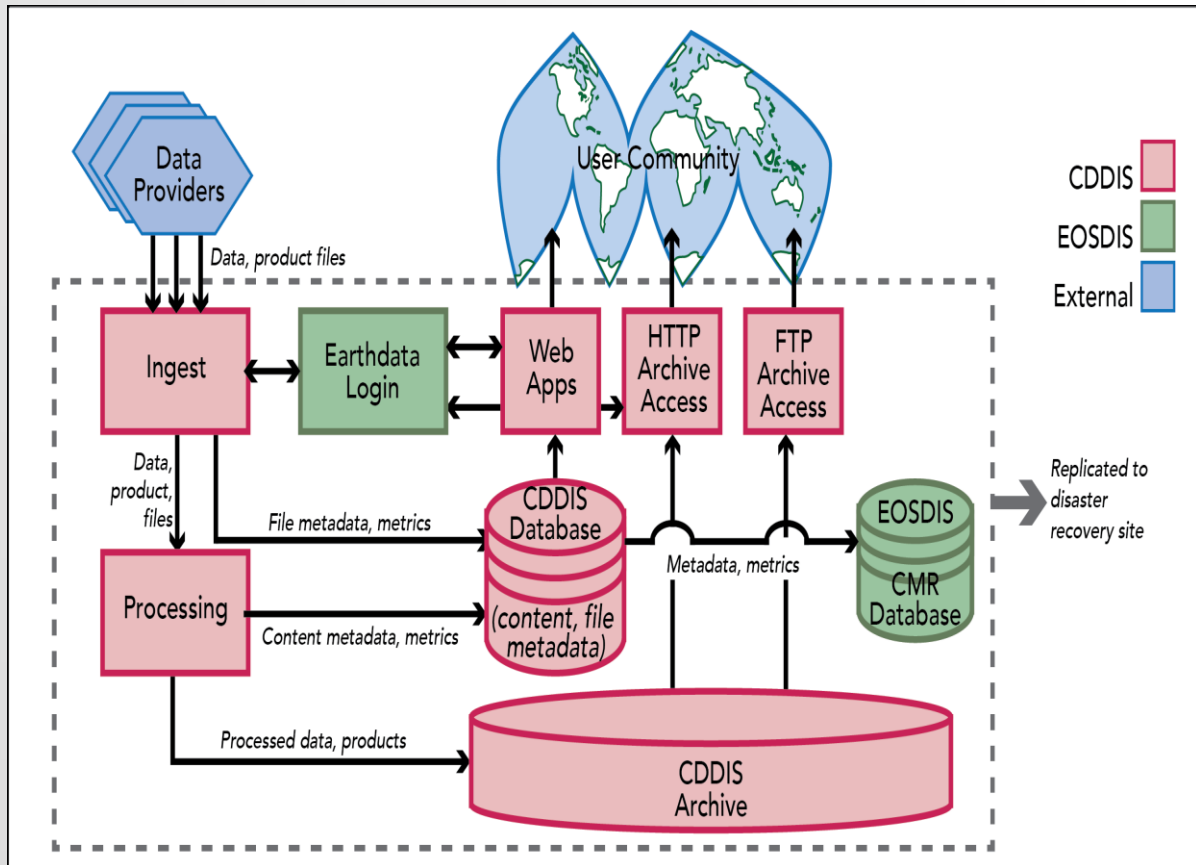 Data
Providers
User Community
CDDIS
EOSDIS
External
Data, product files
Ingest
Earthdata
Login
Web
Apps
HTTP
Archive
Access
FTP
Archive
Access
Data,
product,
files
File metadata, metrics
CDDIS
Database
(content, file
metadata)
Metadata, metrics
EOSDIS
CMR
Database
Replicated to
disaster
recovery site
Processing
Content metadata, metrics
Processed data, products
CDDIS
Archive